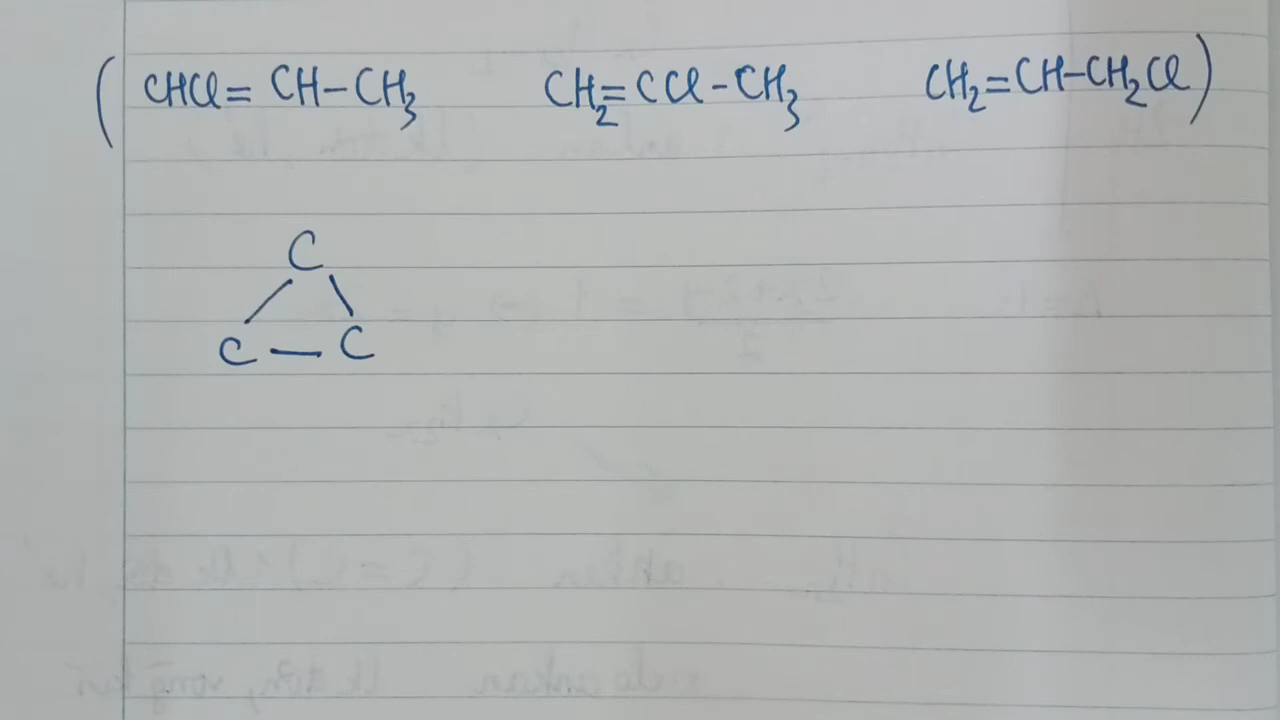 ( CHCl = CH-CH₃ CH₂=CCl-CH₃ CH₂=CH-CH₂Cl )
C
C — C